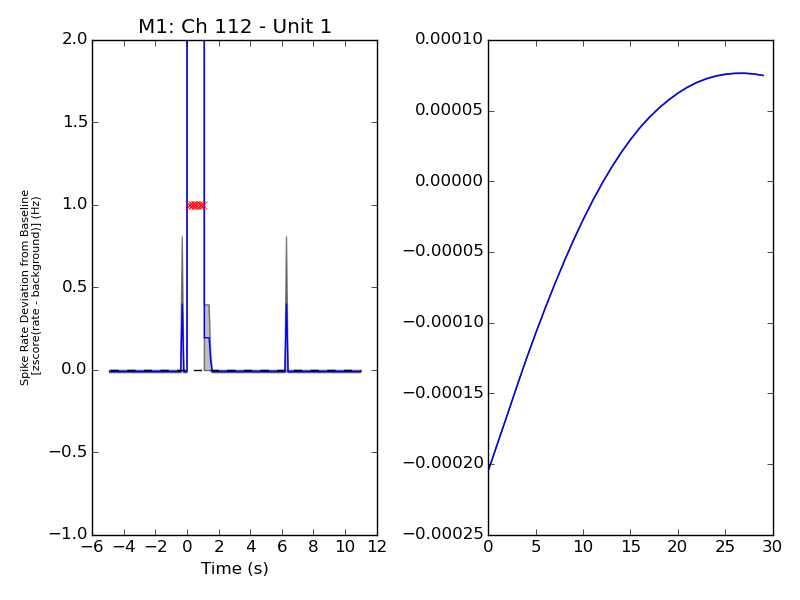 M1: Ch 112 - Unit 1
2.0
1.5
1.0
0.5
0.0
−0.5
−1.0
−6 −4 −2 0 2 4 6 8 10 12
Time (s)
Spike Rate Deviation from Baseline
[zscore(rate - background)] (Hz)
0.00010
0.00005
0.00000
−0.00005
−0.00010
−0.00015
−0.00020
−0.00025
0 5 10 15 20 25 30